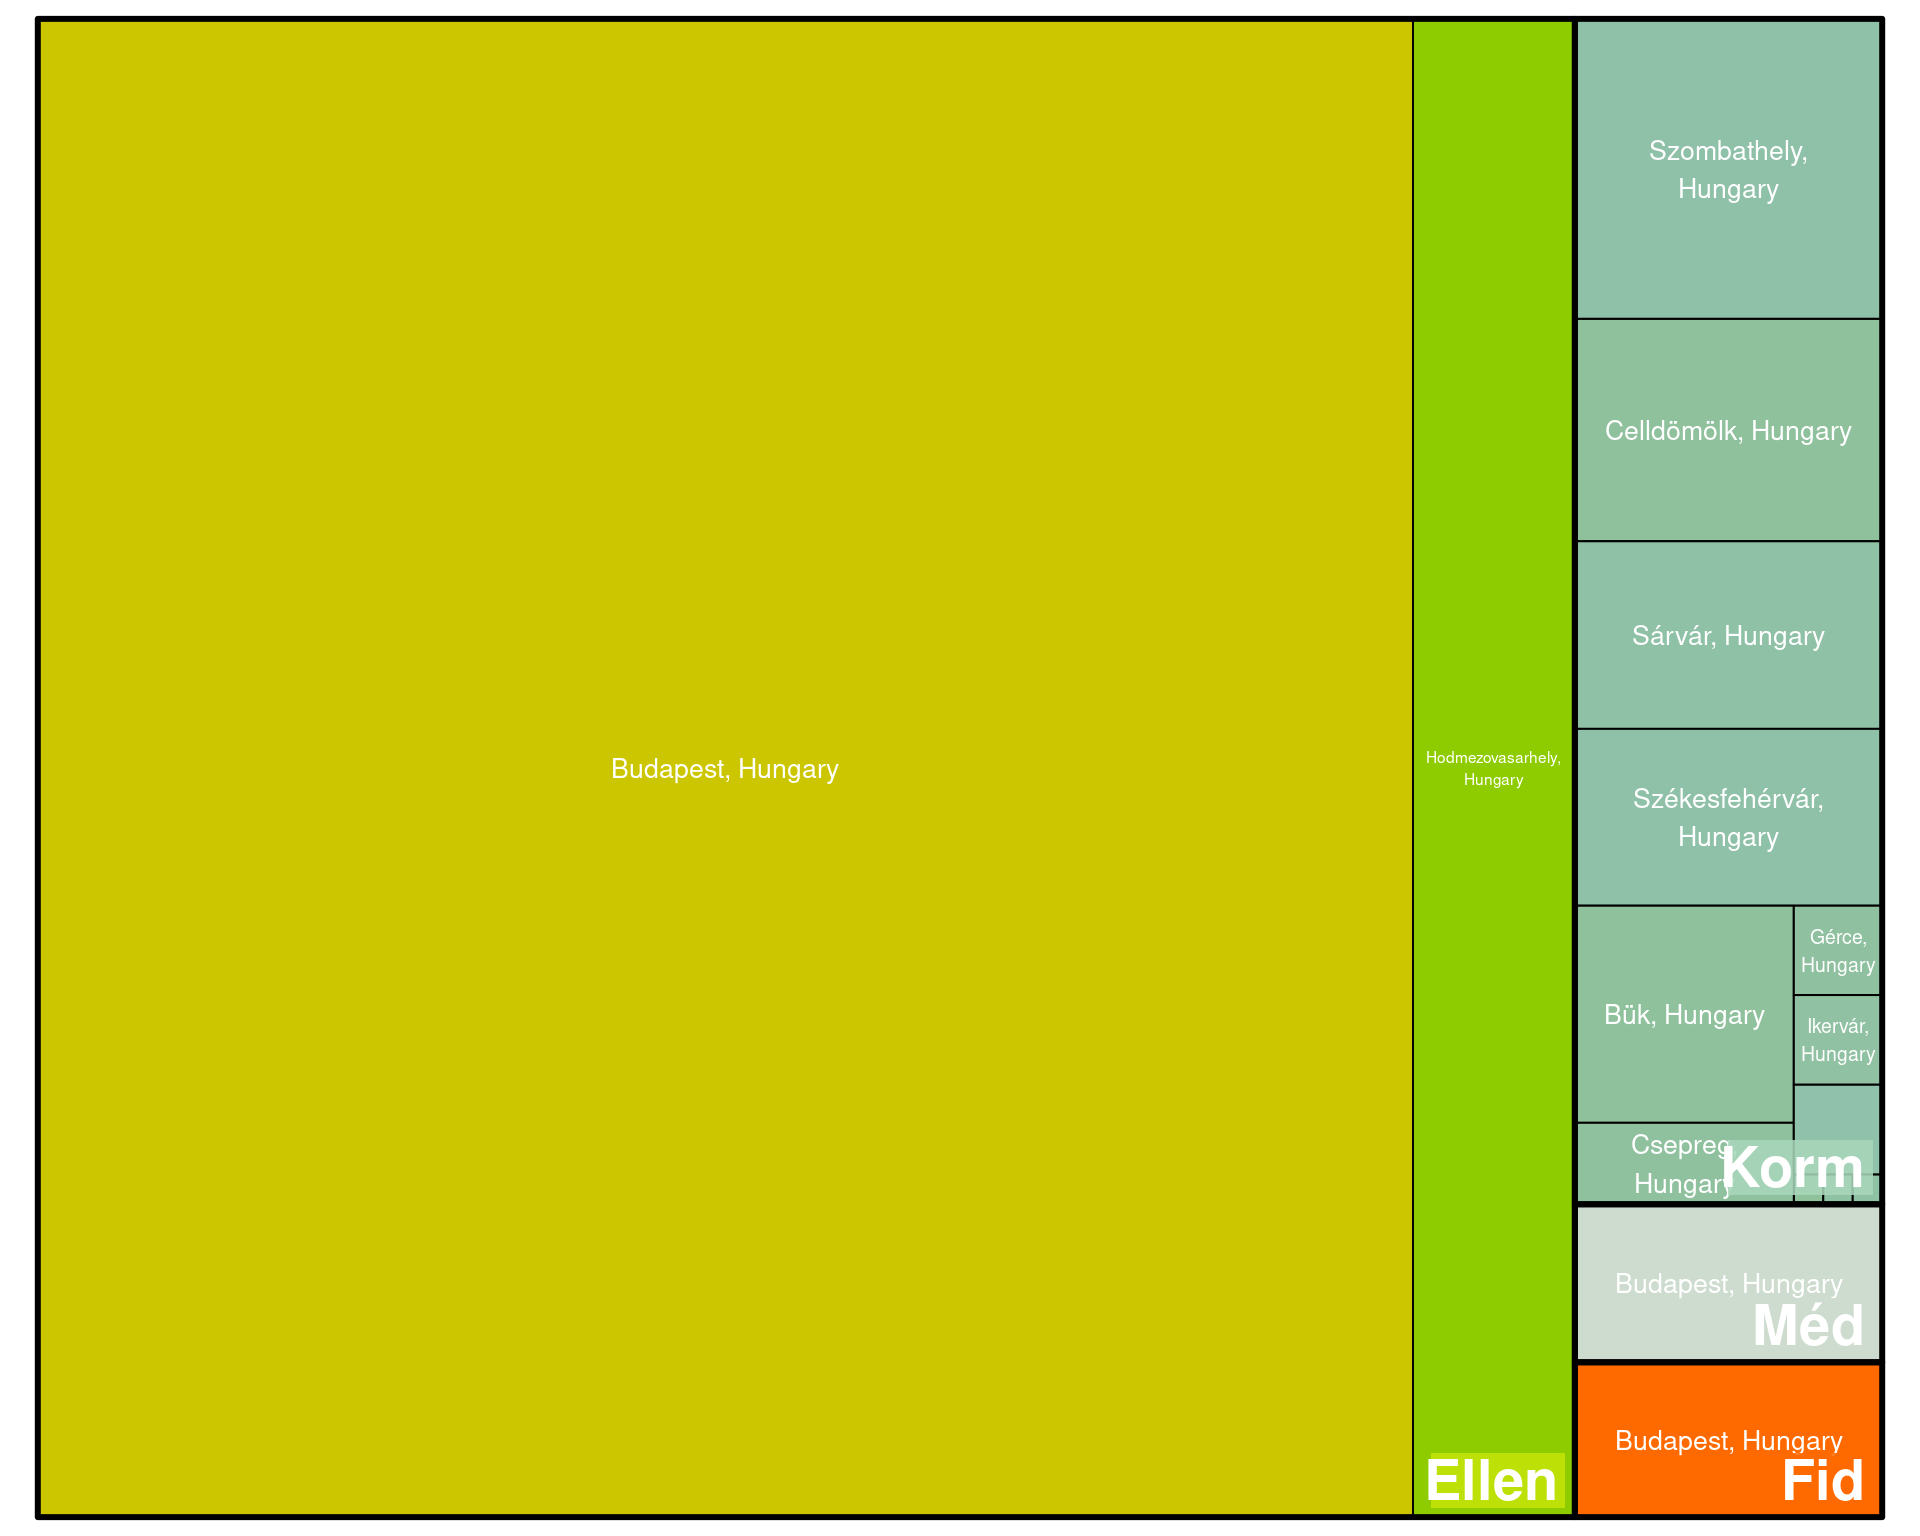 Budapest, Hungary
Hodmezovasarhely,
Hungary
Ellen
Szombathely,
Hungary
Celldömölk, Hungary
Sárvár, Hungary
Székesfehérvár,
Hungary
Bük, Hungary
Gérce,
Hungary
Ikervár,
Hungary
Csepreg
Hungary
Korm
Budapest, Hungary
Méd
Budapest, Hungary
Fid